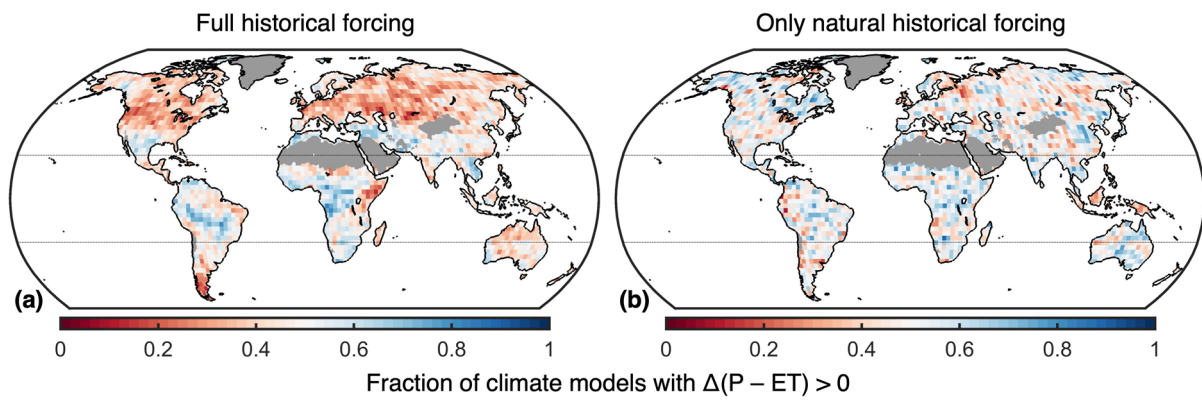 Full historical forcing
Only natural historical forcing
(a)
(b)
0 0.2 0.4 0.6 0.8 1
0 0.2 0.4 0.6 0.8 1
Fraction of climate models with Δ(P – ET) > 0